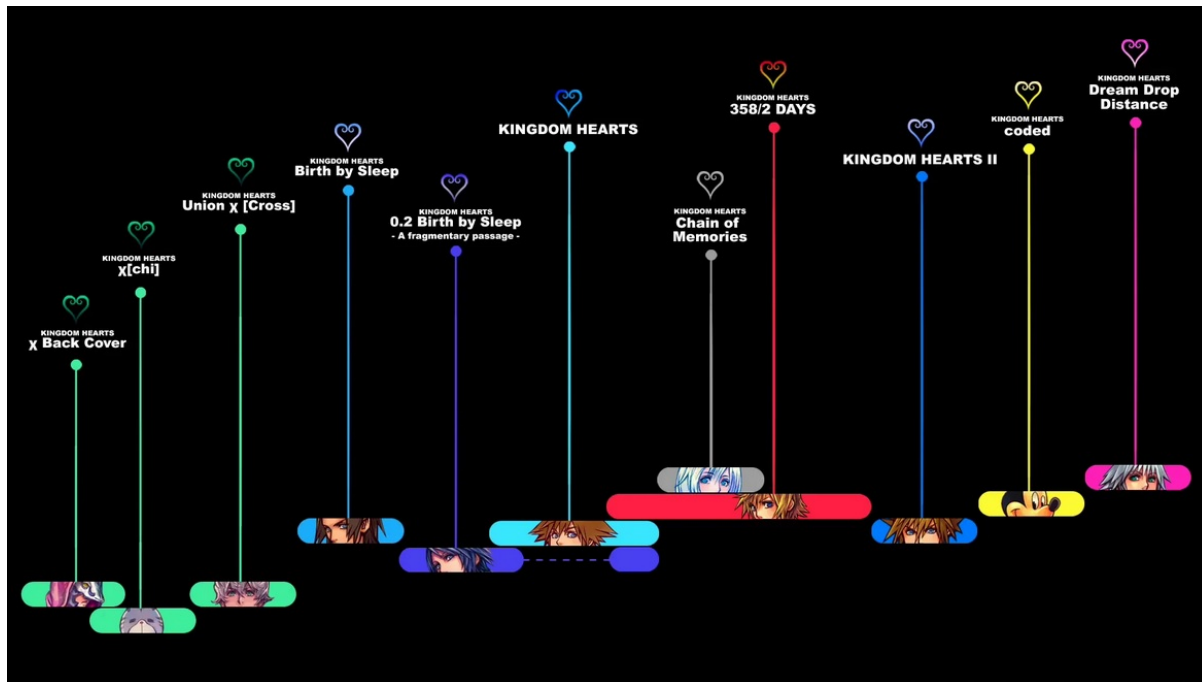 KINGDOM HEARTS
χ Back Cover
KINGDOM HEARTS
χ[chi]
KINGDOM HEARTS
Union χ [Cross]
KINGDOM HEARTS
Birth by Sleep
KINGDOM HEARTS
0.2 Birth by Sleep
- A fragmentary passage -
KINGDOM HEARTS
KINGDOM HEARTS
Chain of
Memories
KINGDOM HEARTS
358/2 DAYS
KINGDOM HEARTS II
KINGDOM HEARTS
coded
KINGDOM HEARTS
Dream Drop
Distance